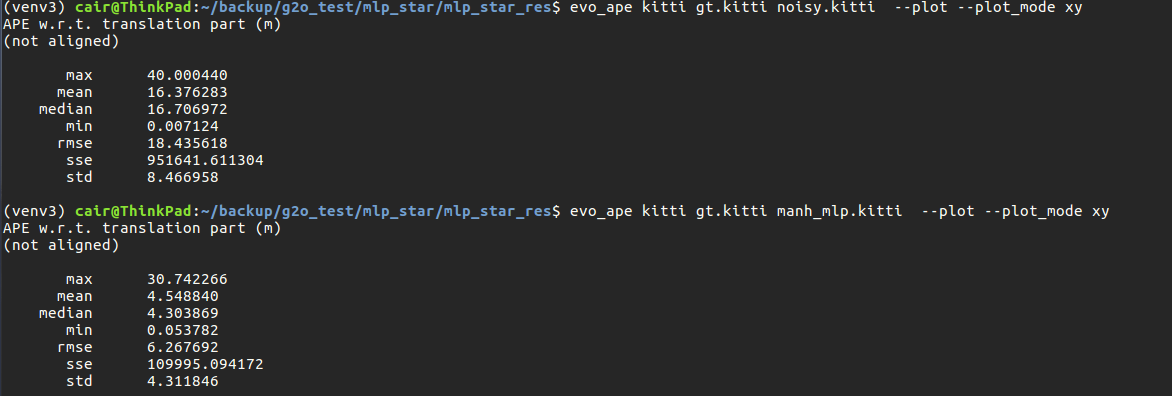 (venv3) cair@ThinkPad:~/backup/g2o_test/mlp_star/mlp_star_res$ evo_ape kitti gt.kitti noisy.kitti  --plot --plot_mode xy
APE w.r.t. translation part (m)
(not aligned)
max 40.000440
mean 16.376283
median 16.706972
min 0.007124
rmse 18.435618
sse 951641.611304
std 8.466958
(venv3) cair@ThinkPad:~/backup/g2o_test/mlp_star/mlp_star_res$ evo_ape kitti gt.kitti manh_mlp.kitti  --plot --plot_mode xy
APE w.r.t. translation part (m)
(not aligned)
max 30.742266
mean 4.548840
median 4.303869
min 0.053782
rmse 6.267692
sse 109995.094172
std 4.311846